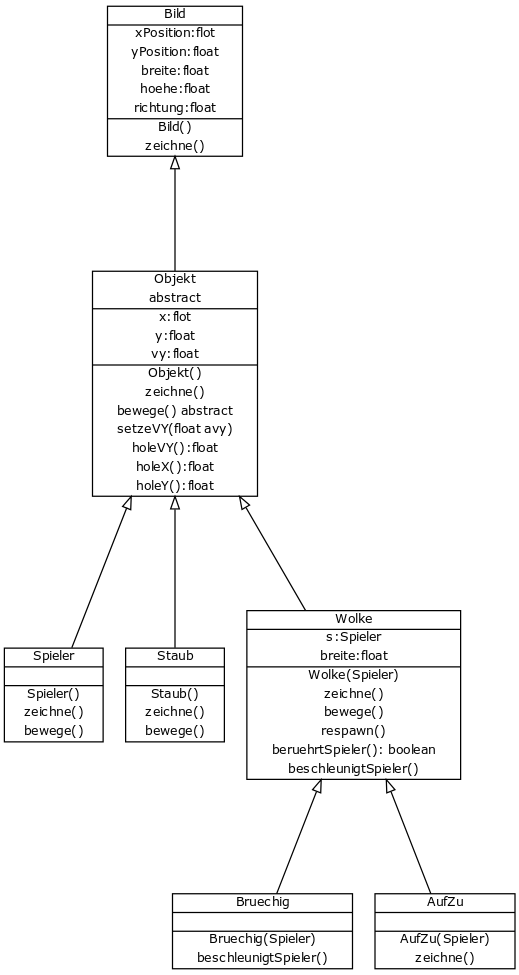 Bild
xPosition:flot
yPosition:float
breite:float
hoehe:float
richtung:float
Bild()
zeichne()
Objekt
abstract
x:flot
y:float
vy:float
Objekt()
zeichne()
bewege() abstract
setzeVY(float avy)
holeVY():float
holeX():float
holeY():float
Spieler
Spieler()
zeichne()
bewege()
Staub
Staub()
zeichne()
bewege()
Wolke
s:Spieler
breite:float
Wolke(Spieler)
zeichne()
bewege()
respawn()
beruehrtSpieler(): boolean
beschleunigtSpieler()
Bruechig
Bruechig(Spieler)
beschleunigtSpieler()
AufZu
AufZu(Spieler)
zeichne()